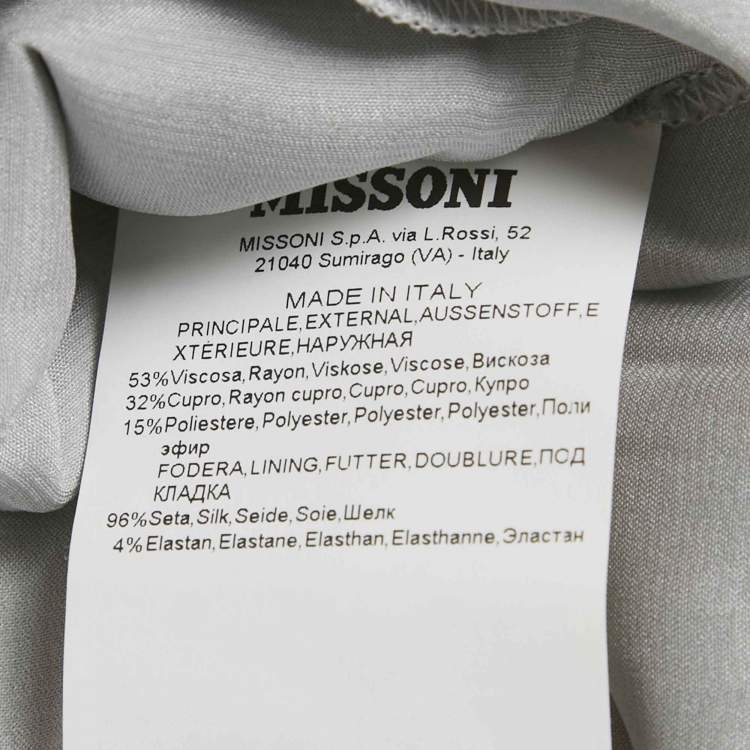 MISSONI
MISSONI S.p.A. via L.Rossi, 52
21040 Sumirago (VA) - Italy
MADE IN ITALY
PRINCIPALE,EXTERNAL,AUSSENSTOFF,E
XTÉRIEURE,НАРУЖНАЯ
53%Viscosa,Rayon,Viskose,Viscose,Вискоза
32%Cupro,Rayon cupro,Cupro,Cupro,Купро
15%Poliestere,Polyester,Polyester,Polyester,Поли
эфир
FODERA,LINING,FUTTER,DOUBLURE,ПОД
КЛАДКА
96%Seta,Silk,Seide,Soie,Шелк
4%Elastan,Elastane,Elasthan,Elasthanne,Эластан